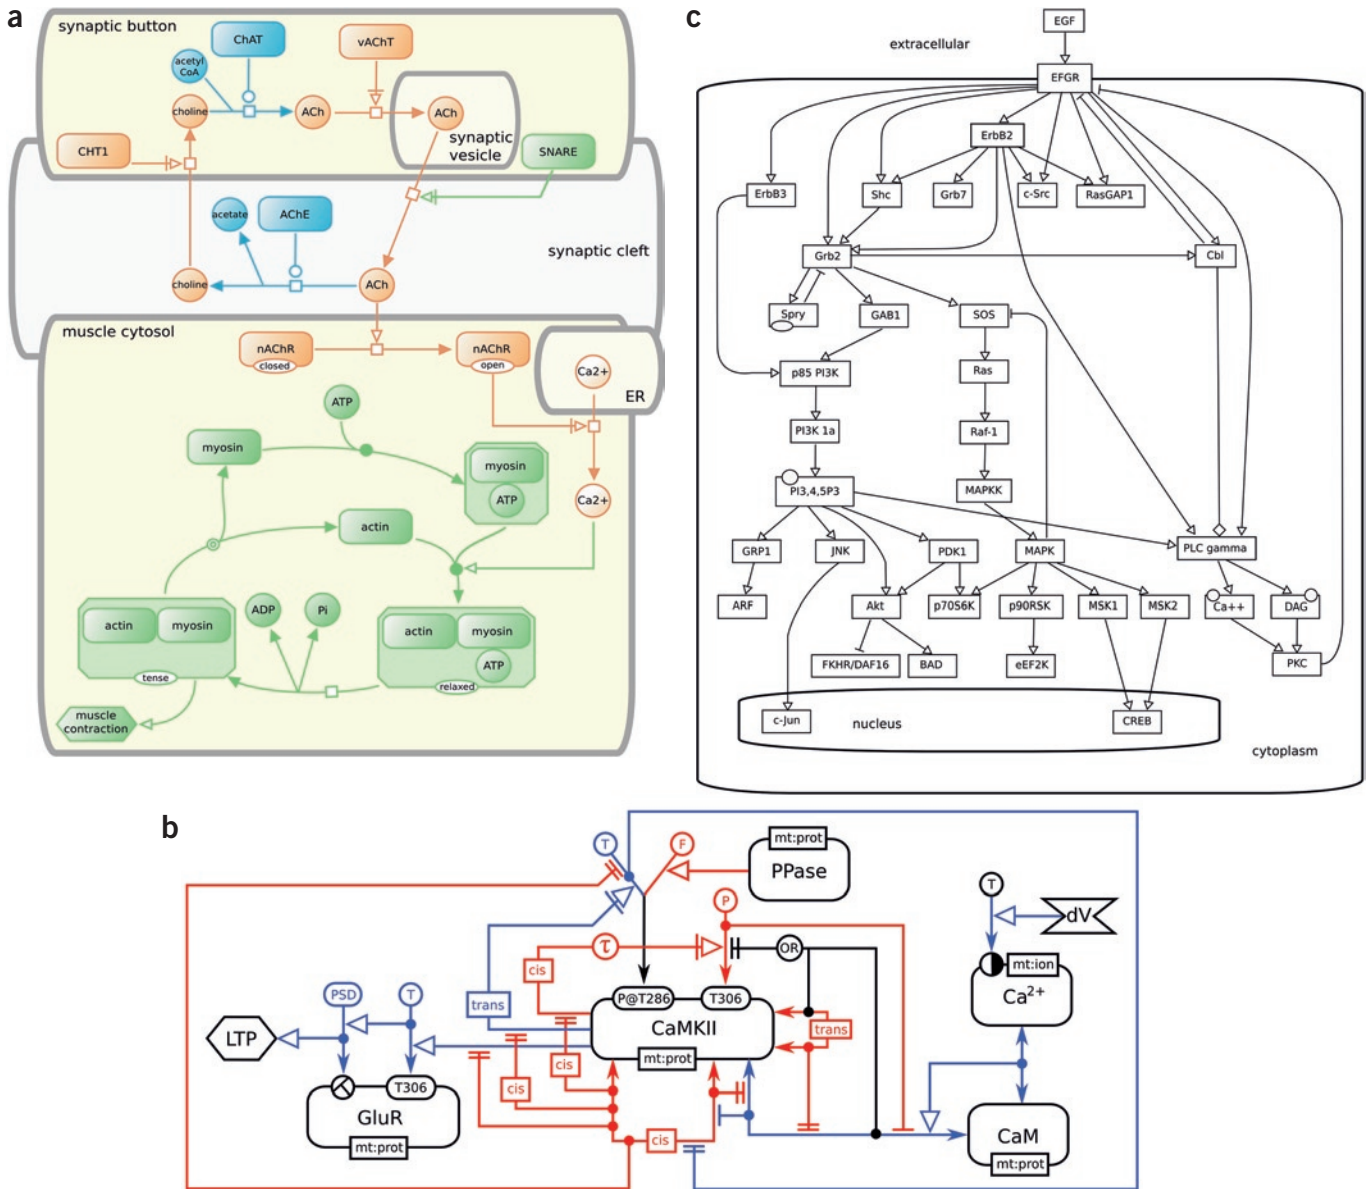 a
synaptic button
ChAT
vAChT
acetyl
CoA
choline
ACh
ACh
synaptic
vesicle
CHT1
SNARE
acetate
AChE
synaptic cleft
choline
ACh
muscle cytosol
nAChR
closed
nAChR
open
Ca2+
ER
ATP
myosin
myosin
ATP
Ca2+
actin
actin
myosin
tense
ADP
Pi
actin
myosin
ATP
relaxed
muscle
contraction
c
EGF
extracellular
EFGR
ErbB2
ErbB3
Shc
Grb7
c-Src
RasGAP1
Grb2
Cbl
Spry
GAB1
SOS
p85 PI3K
Ras
PI3K 1a
Raf-1
PI3,4,5P3
MAPKK
GRP1
JNK
PDK1
MAPK
PLC gamma
ARF
Akt
p70S6K
p90RSK
MSK1
MSK2
Ca++
DAG
FKHR/DAF16
BAD
eEF2K
PKC
c-Jun
nucleus
CREB
cytoplasm
b
T
F
mt:prot
PPase
P
T
dV
τ
OR
cis
mt:ion
Ca2+
PSD
T
trans
P@T286
T306
CaMKII
mt:prot
trans
LTP
cis
cis
T306
GluR
mt:prot
cis
CaM
mt:prot